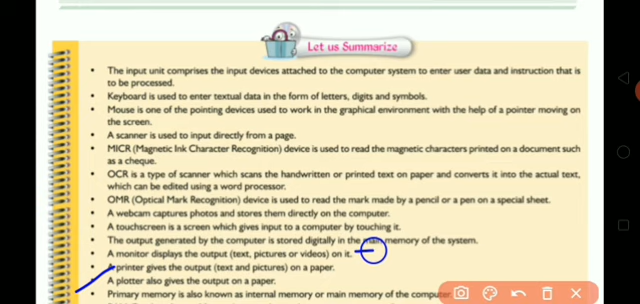 Let us Summarize
• The input unit comprises the input devices attached to the computer system to enter user data and instruction that is
to be processed.
• Keyboard is used to enter textual data in the form of letters, digits and symbols.
• Mouse is one of the pointing devices used to work in the graphical environment with the help of a pointer moving on
the screen.
• A scanner is used to input directly from a page.
• MICR (Magnetic Ink Character Recognition) device is used to read the magnetic characters printed on a document such
as a cheque.
• OCR is a type of scanner which scans the handwritten or printed text on paper and converts it into the actual text,
which can be edited using a word processor.
• OMR (Optical Mark Recognition) device is used to read the mark made by a pencil or a pen on a special sheet.
• A webcam captures photos and stores them directly on the computer.
• A touchscreen is a screen which gives input to a computer by touching it.
• The output generated by the computer is stored digitally in the main memory of the system.
• A monitor displays the output (text, pictures or videos) on it.
printer gives the output (text and pictures) on a paper.
A plotter also gives the output on a paper.
• Primary memory is also known as internal memory or main memory of the computer.